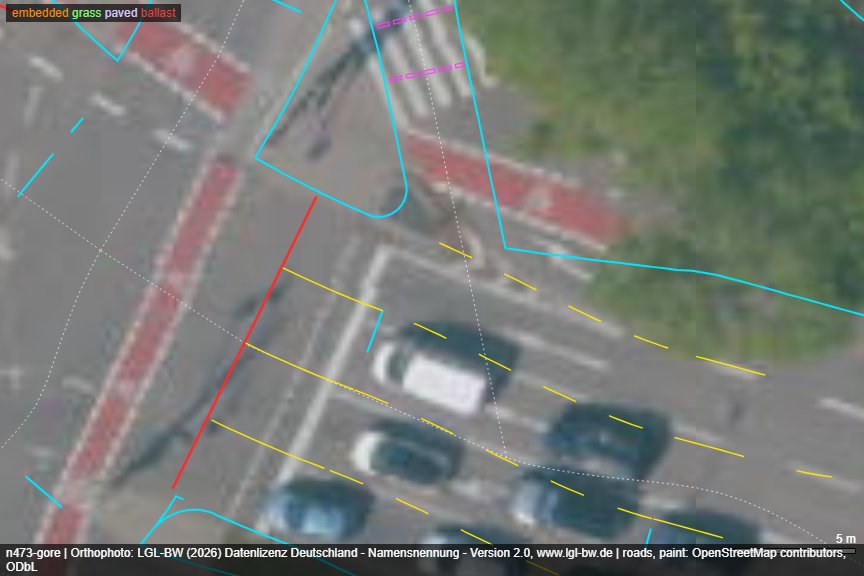 embedded grass paved ballast
5 m
n473-gore | Orthophoto: LGL-BW (2026) Datenlizenz Deutschland - Namensnennung - Version 2.0, www.lgl-bw.de | roads, paint: OpenStreetMap contributors,
ODbL